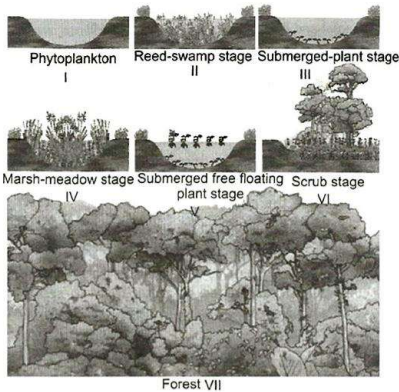 Phytoplankton
I
Reed-swamp stage
II
Submerged-plant stage
III
Marsh-meadow stage
IV
Submerged free floating
plant stage
V
Scrub stage
VI
Forest VII